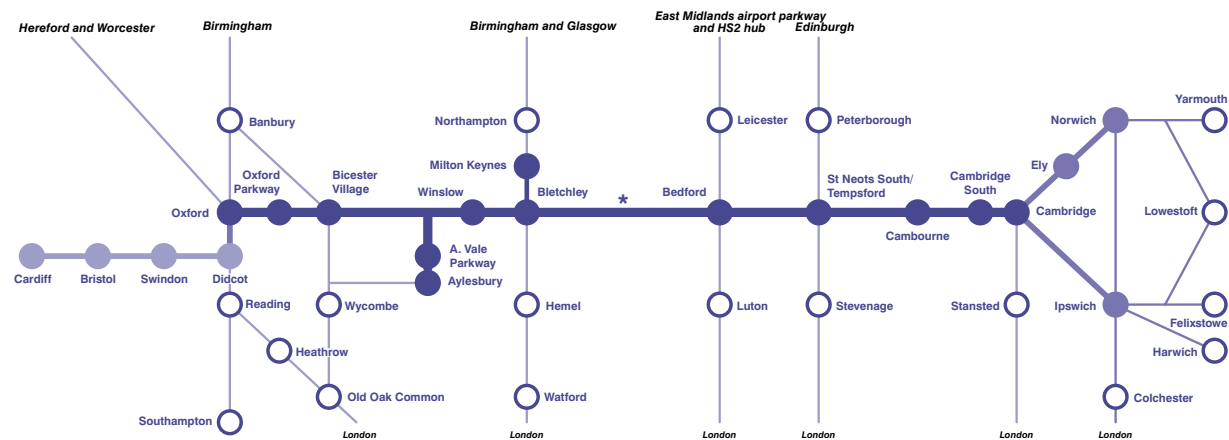 East Midlands airport parkway
and HS2 hub
Hereford and Worcester
Birmingham
Birmingham and Glasgow
Edinburgh
Yarmouth
Banbury
Northampton
Leicester
Peterborough
Norwich
Milton Keynes
Ely
Oxford
Parkway
Bicester
Village
Winslow
Bletchley
*
Bedford
St Neots South/
Tempsford
Cambridge
South
Oxford
Cambridge
Lowestoft
Cambourne
A. Vale
Parkway
Aylesbury
Cardiff
Bristol
Swindon
Didcot
Reading
Wycombe
Hemel
Luton
Stevenage
Stansted
Ipswich
Felixstowe
Heathrow
Harwich
Old Oak Common
Watford
Colchester
Southampton
London
London
London
London
London
London